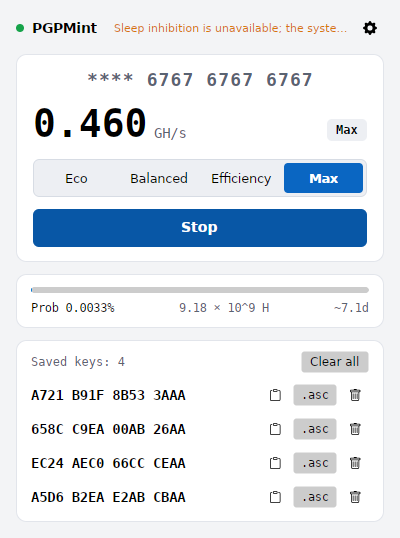 PGPMint Sleep inhibition is unavailable; the syste...
**** 6767 6767 6767
0.460 GH/s Max
Eco Balanced Efficiency Max
Stop
Prob 0.0033% 9.18 × 10^9 H ~7.1d
Saved keys: 4 Clear all
A721 B91F 8B53 3AAA .asc
658C C9EA 00AB 26AA .asc
EC24 AEC0 66CC CEAA .asc
A5D6 B2EA E2AB CBAA .asc